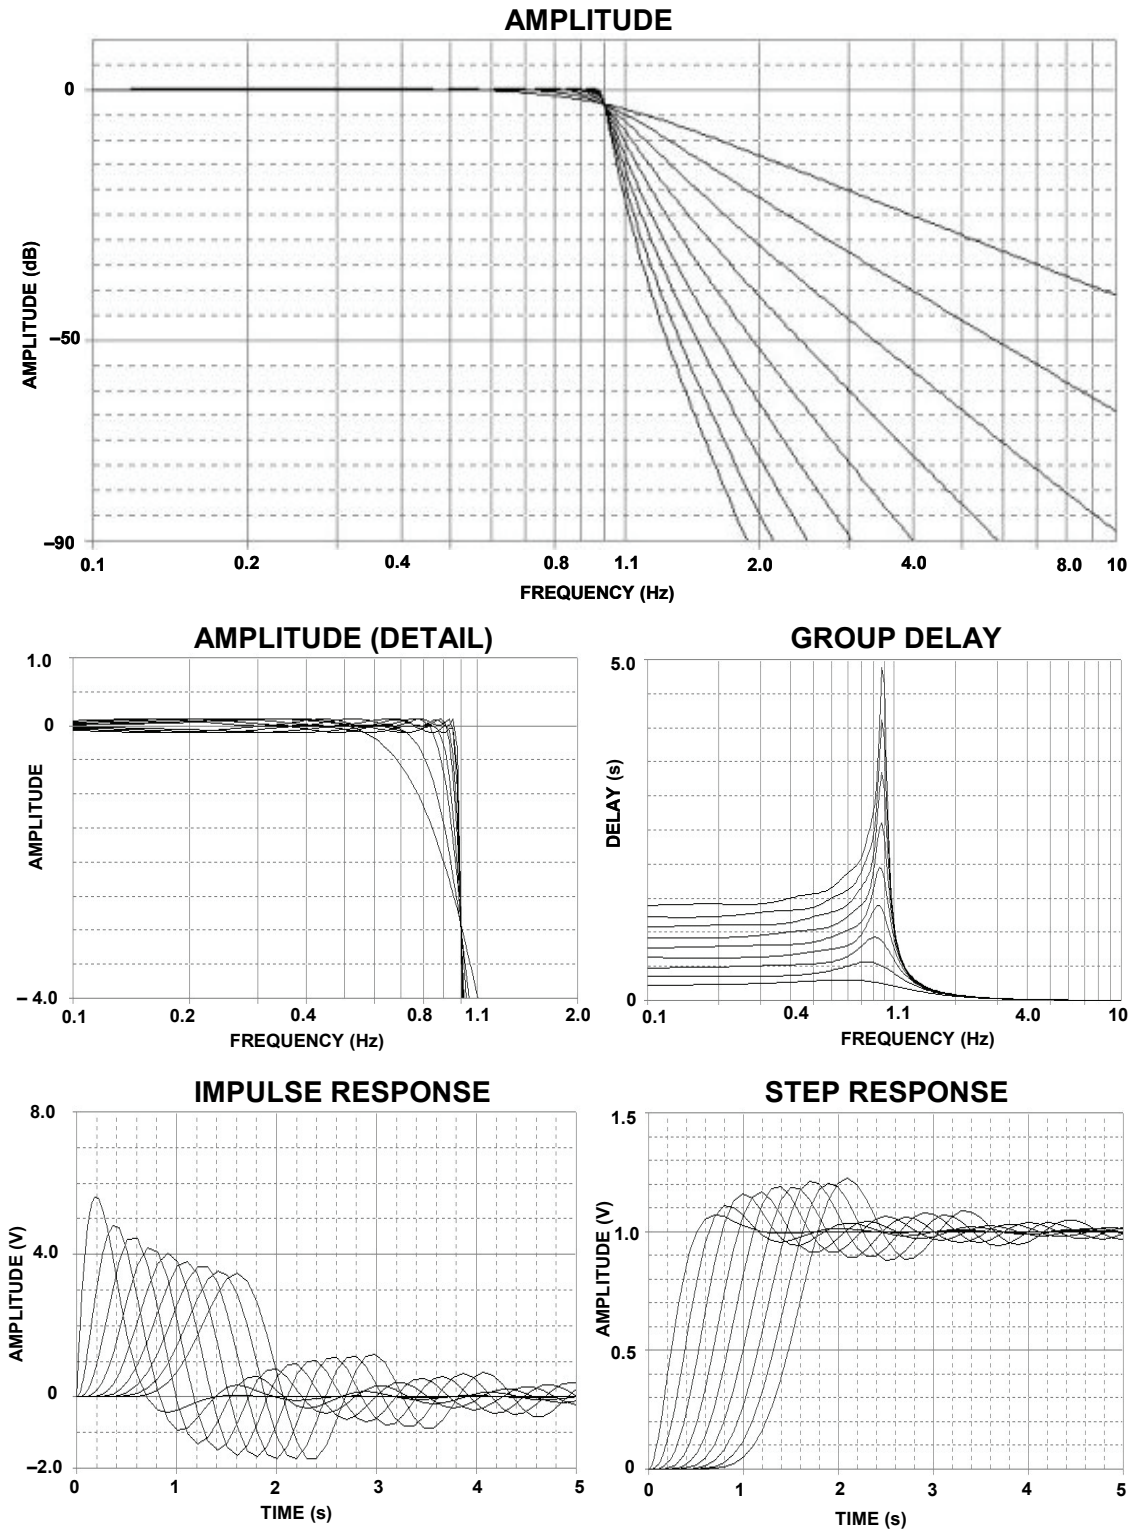 AMPLITUDE
0
–50
–90
AMPLITUDE (dB)
0.1 0.2 0.4 0.8 1.1 2.0 4.0 8.0 10
FREQUENCY (Hz)
AMPLITUDE (DETAIL)
1.0
0
– 4.0
AMPLITUDE
0.1 0.2 0.4 0.8 1.1 2.0
FREQUENCY (Hz)
GROUP DELAY
5.0
0
DELAY (s)
0.1 0.4 1.1 4.0 10
FREQUENCY (Hz)
IMPULSE RESPONSE
8.0
4.0
0
–2.0
AMPLITUDE (V)
0 1 2 3 4 5
TIME (s)
STEP RESPONSE
1.5
1.0
0.5
0
AMPLITUDE (V)
0 1 2 3 4 5
TIME (s)